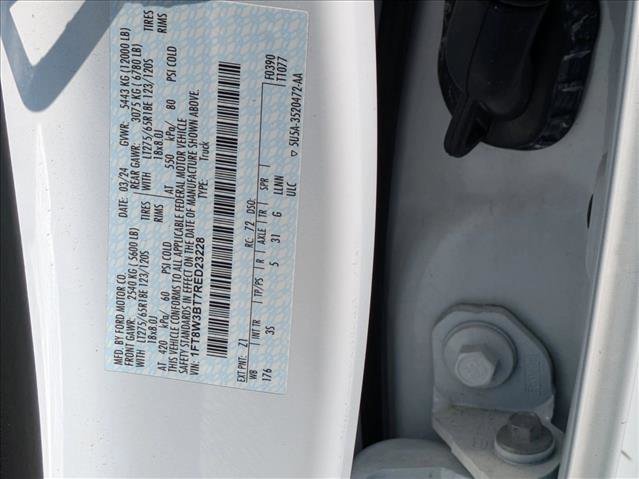 MFD. BY FORD MOTOR CO.
DATE: 03/24 GVWR: 5443 KG (12000 LB)
FRONT GAWR: 2540 KG (5600 LB) REAR GAWR: 3075 KG (6780 LB)
WITH LT275/65R18E 123/120S TIRES WITH LT275/65R18E 123/120S TIRES
18x8.0J RIMS 18x8.0J RIMS
AT 420 kPa/ 60 PSI COLD AT 550 kPa/ 80 PSI COLD
THIS VEHICLE CONFORMS TO ALL APPLICABLE FEDERAL MOTOR VEHICLE
SAFETY STANDARDS IN EFFECT ON THE DATE OF MANUFACTURE SHOWN ABOVE.
VIN: 1FT8W3BT7RED23228 TYPE: Truck
F0390
T1077
EXT PNT: Z1 RC: 72 DSO:
WB INT TR TP/PS R AXLE TR SPR
176 3S 5 31 G LLNN
ULC
5U5A-3520472-AA